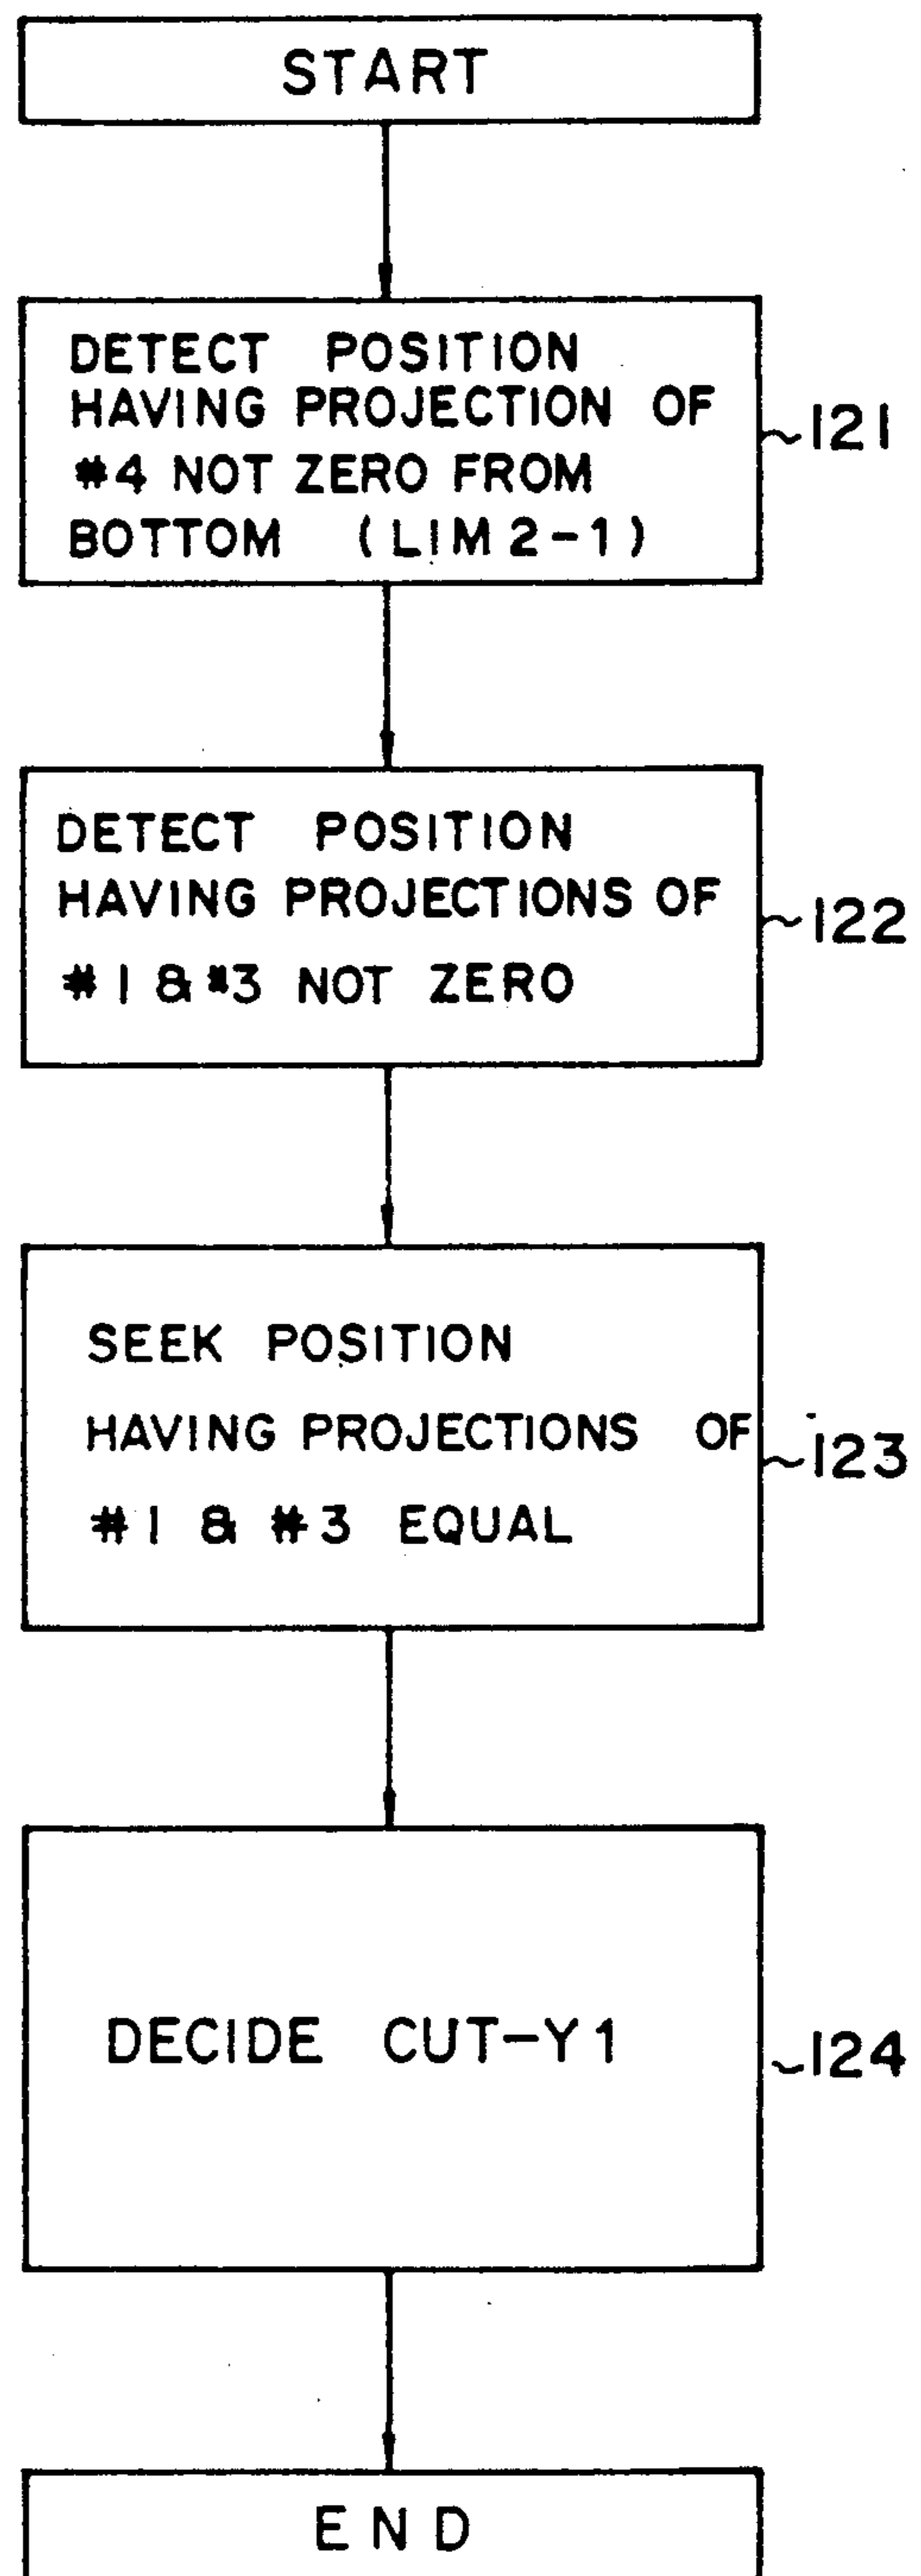 START
DETECT POSITION
HAVING PROJECTION OF
#4 NOT ZERO FROM
BOTTOM (LIM2-1)
121
DETECT POSITION
HAVING PROJECTIONS OF
#1 & #3 NOT ZERO
122
SEEK POSITION
HAVING PROJECTIONS OF
#1 & #3 EQUAL
123
DECIDE CUT-Y1
124
END